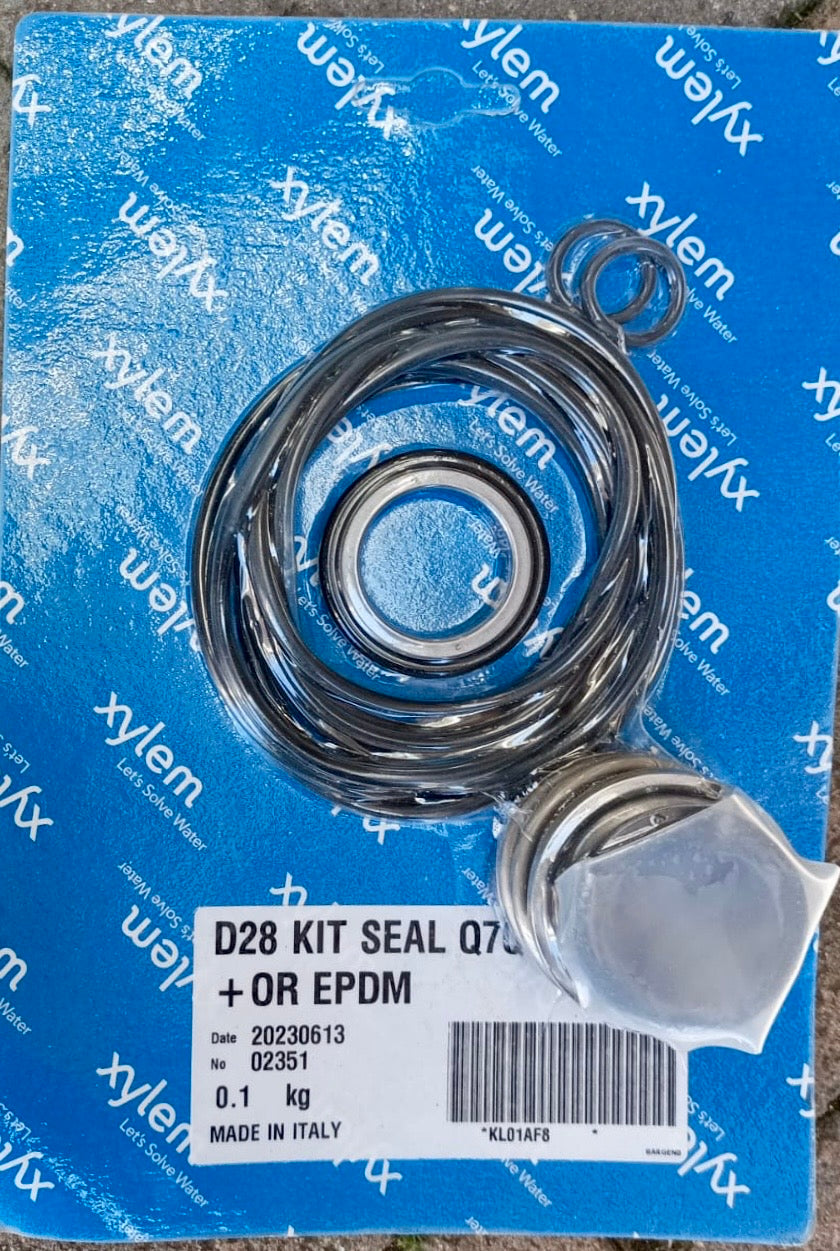 xylem
Let's Solve Water
D28 KIT SEAL Q7
+OR EPDM
Date 20230613
No 02351
0.1 kg
MADE IN ITALY
*KL01AF8 *